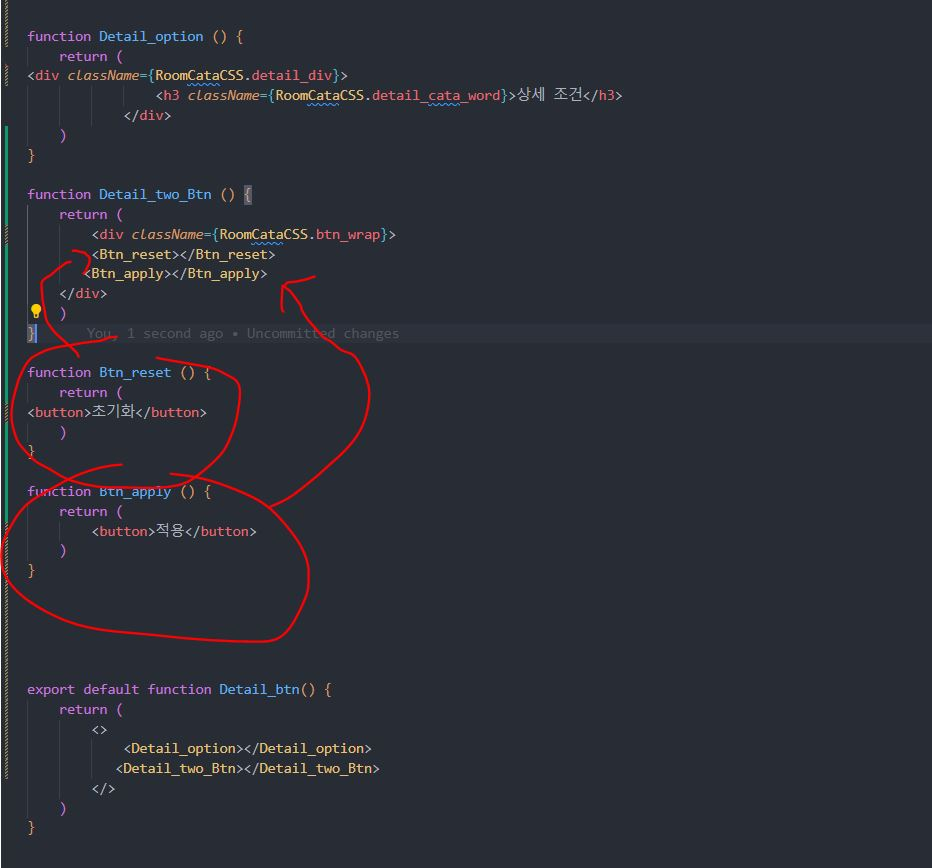 function Detail_option () {
return (
<div className={RoomCataCSS.detail_div}>
<h3 className={RoomCataCSS.detail_cata_word}>상세 조건</h3>
</div>
)
}
function Detail_two_Btn () {
return (
<div className={RoomCataCSS.btn_wrap}>
<Btn_reset></Btn_reset>
<Btn_apply></Btn_apply>
</div>
)
} You, 1 second ago • Uncommitted changes
function Btn_reset () {
return (
<button>초기화</button>
)
}
function Btn_apply () {
return (
<button>적용</button>
)
}
export default function Detail_btn() {
return (
<>
<Detail_option></Detail_option>
<Detail_two_Btn></Detail_two_Btn>
</>
)
}